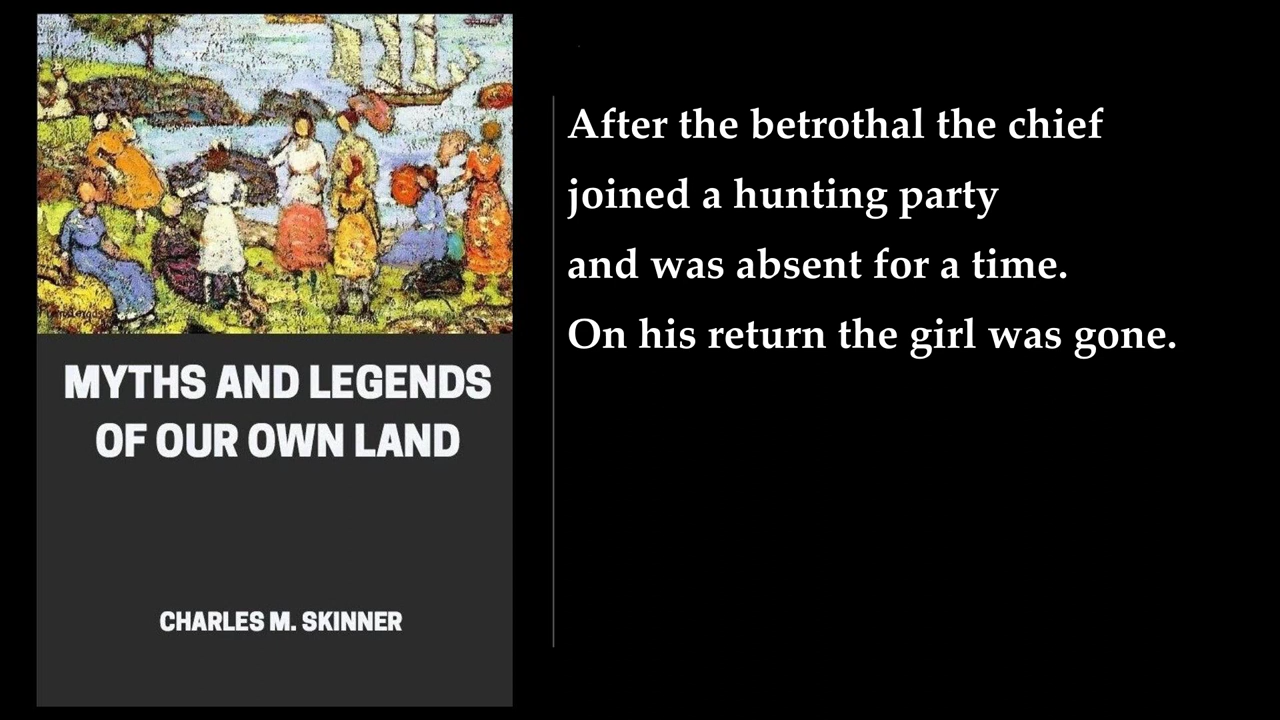 MYTHS AND LEGENDS
OF OUR OWN LAND
CHARLES M. SKINNER
After the betrothal the chief
joined a hunting party
and was absent for a time.
On his return the girl was gone.